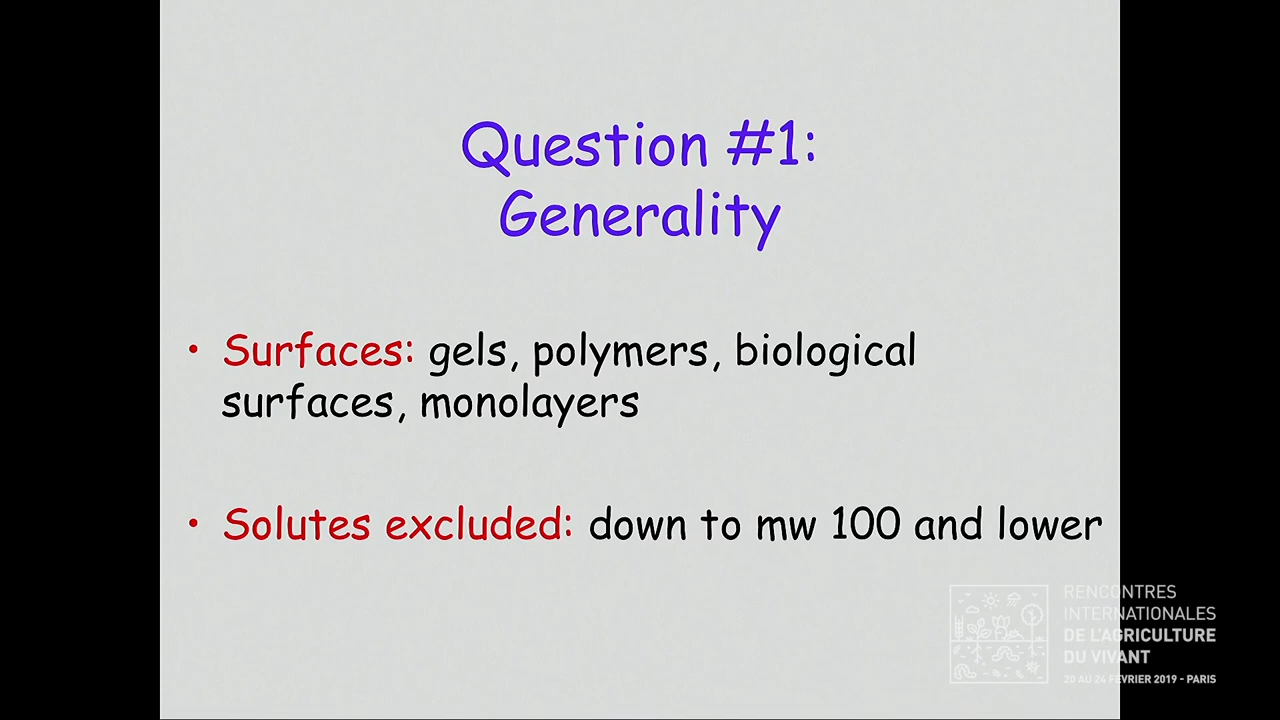 Question #1:
Generality
• Surfaces: gels, polymers, biological
surfaces, monolayers
• Solutes excluded: down to mw 100 and lower
RENCONTRES
INTERNATIONALES
DE L'AGRICULTURE
DU VIVANT
20 AU 24 FÉVRIER 2019 - PARIS